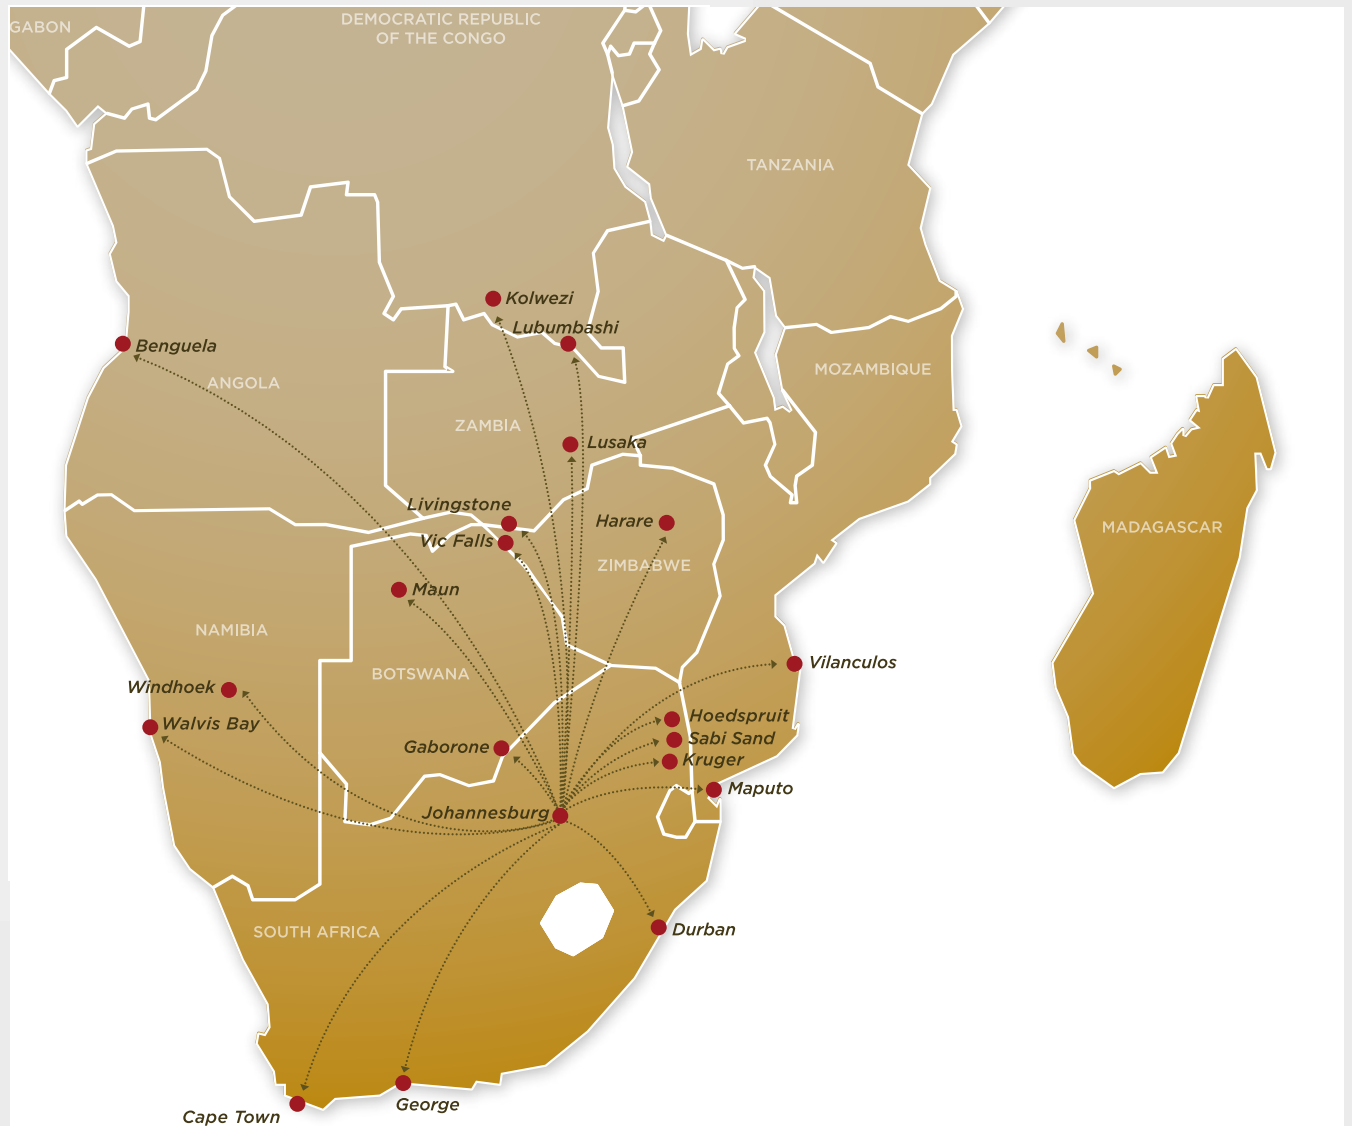 GABON
DEMOCRATIC REPUBLIC
OF THE CONGO
TANZANIA
Kolwezi
Lubumbashi
Benguela
MOZAMBIQUE
ANGOLA
ZAMBIA
Lusaka
Livingstone
Harare
MADAGASCAR
Vic Falls
ZIMBABWE
Maun
NAMIBIA
Vilanculos
BOTSWANA
Windhoek
Hoedspruit
Walvis Bay
Sabi Sand
Gaborone
Kruger
Maputo
Johannesburg
Durban
SOUTH AFRICA
George
Cape Town